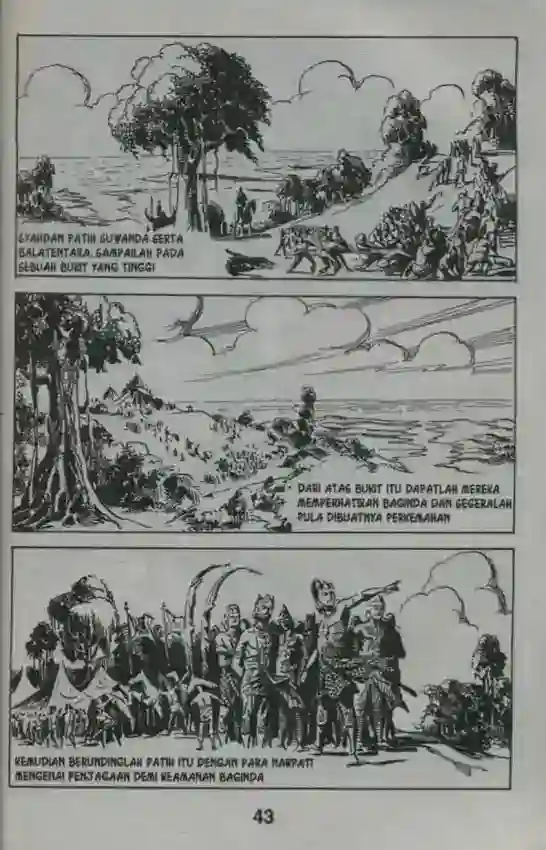 SYAHDAN PATIH SUWANDA SERTA
BALATENTARA, SAMPAILAH PADA
SEBUAH BUKIT YANG TINGGI
DARI ATAS BUKIT ITU DAPATLAH MEREKA
MEMPERHATIKAN BAGINDA DAN SEGERALAH
PULA DIBUATNYA PERKEMAHAN
KEMUDIAN BERUNDINGLAH PATIH ITU DENGAN PARA NARPATI
MENGENAI PENJAGAAN DEMI KEAMANAN BAGINDA
43